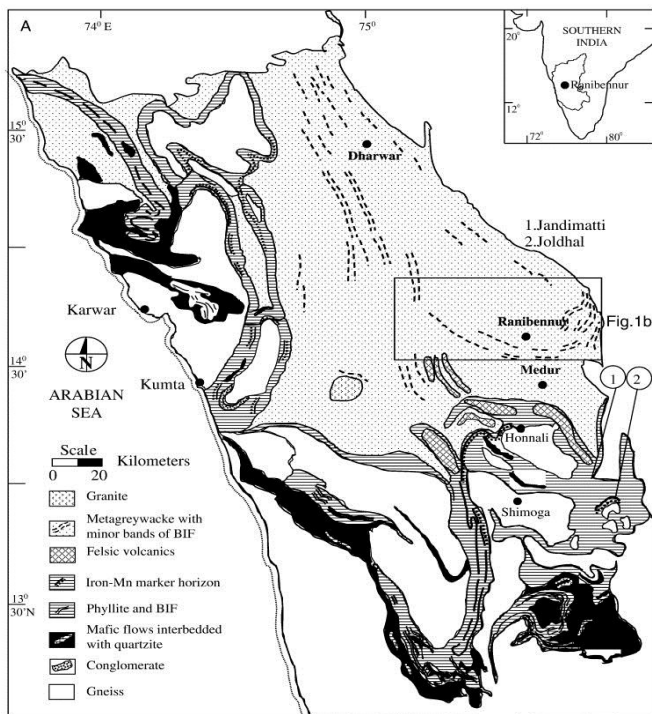 A
74° E
75°
20°
SOUTHERN
INDIA
Ranibennur
12°
72°
80°
15°
30'
Dharwar
1.Jandimatti
2.Joldhal
Karwar
Ranibennur
Fig.1b
N
14°
30'
Medur
1
2
ARABIAN
SEA
Kumta
Honnali
Scale
0 20
Kilometers
Shimoga
Granite
Metagreywacke with
minor bands of BIF
Felsic volcanics
Iron-Mn marker horizon
13°
30'N
Phyllite and BIF
Mafic flows interbedded
with quartzite
Conglomerate
Gneiss